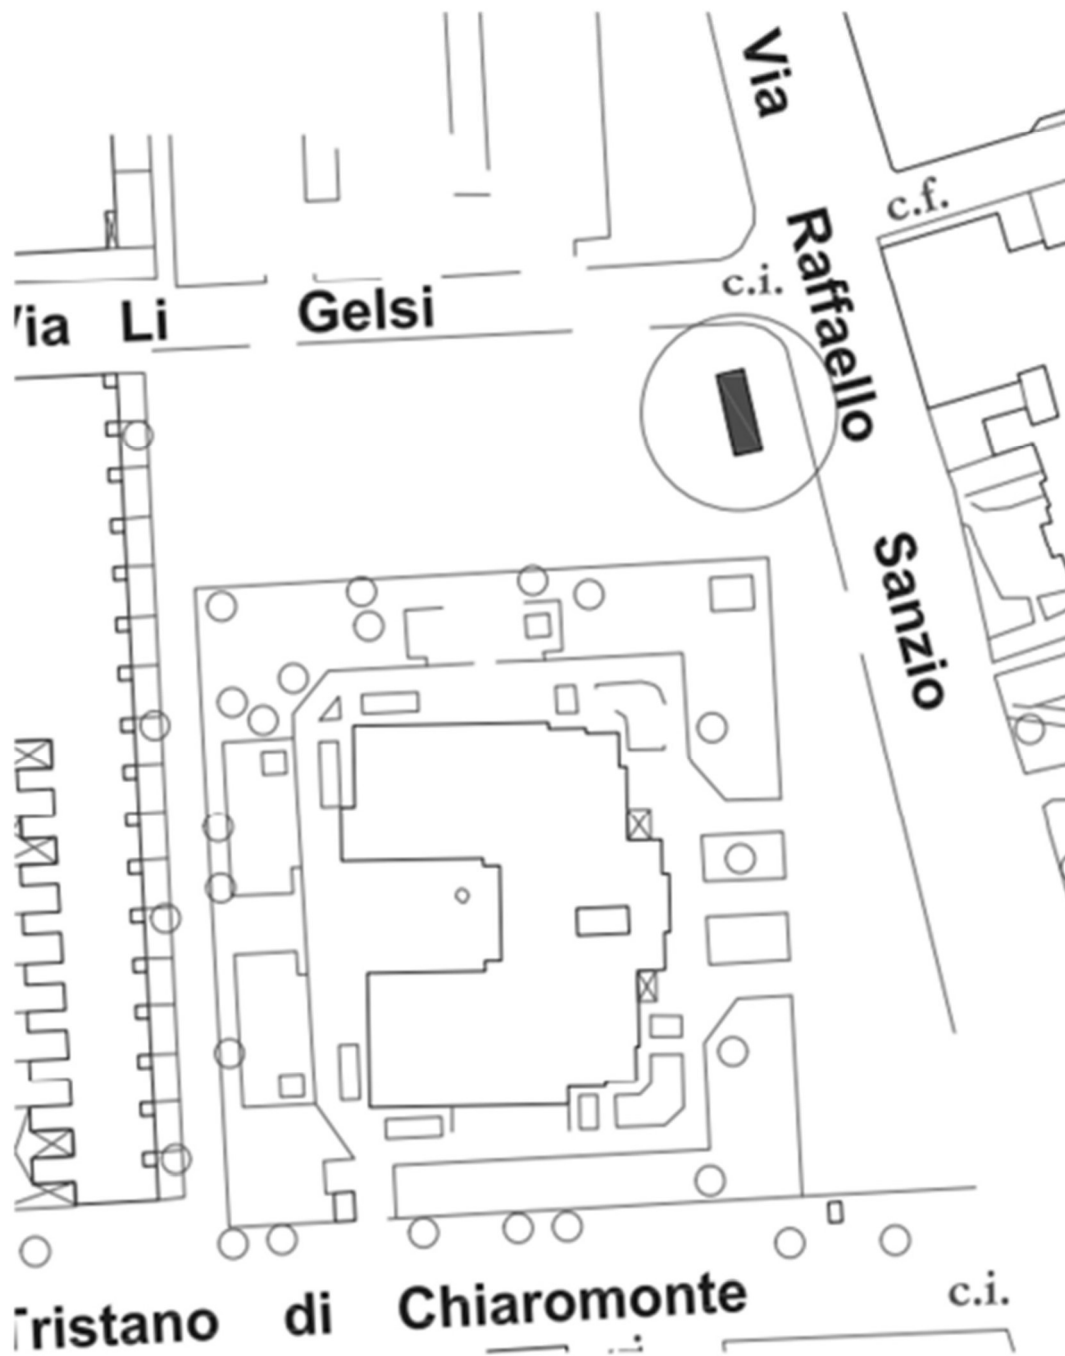 Via Raffaello Sanzio
c.f.
c.i.
Via Li Gelsi
Tristano di Chiaromonte
c.i.